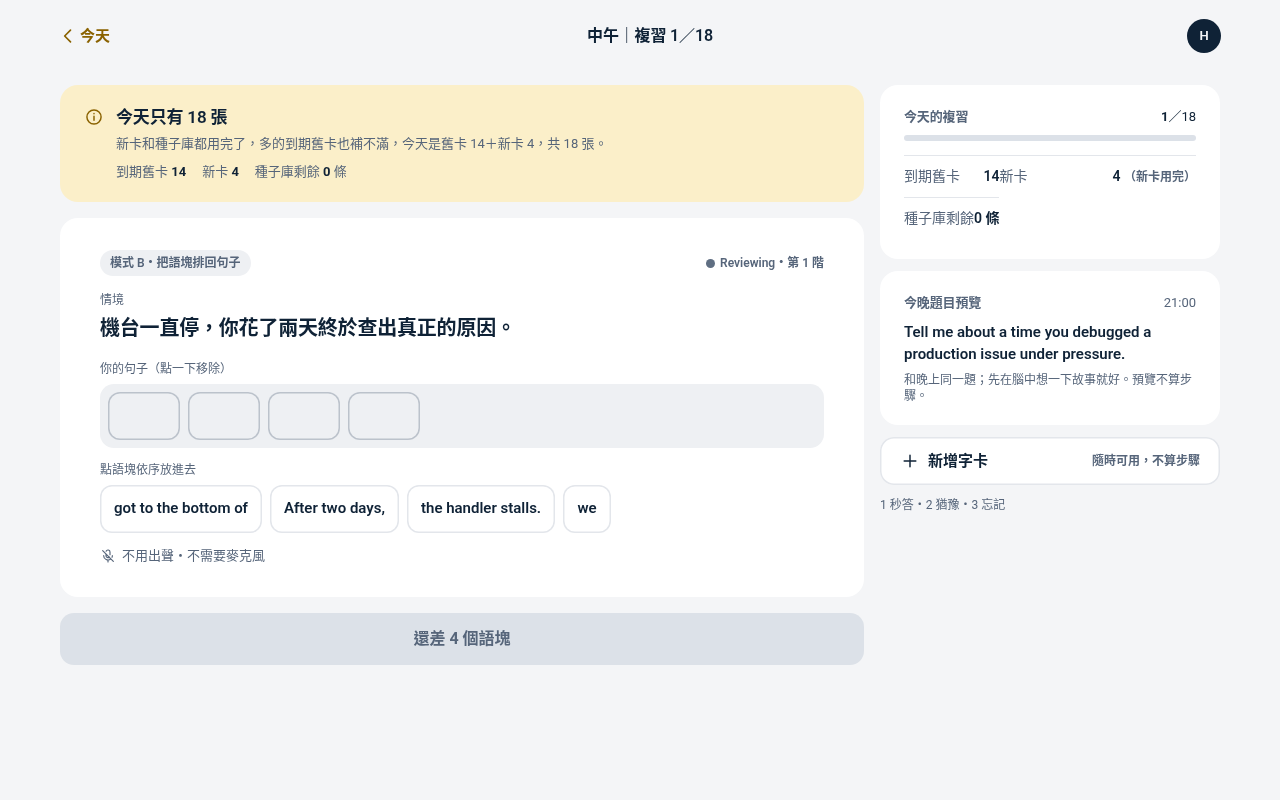 今天
中午｜複習 1／18
H
今天只有 18 張
新卡和種子庫都用完了，多的到期舊卡也補不滿，今天是舊卡 14＋新卡 4，共 18 張。
到期舊卡 14 新卡 4 種子庫剩餘 0 條
模式 B・把語塊排回句子
Reviewing・第 1 階
情境
機台一直停，你花了兩天終於查出真正的原因。
你的句子（點一下移除）
點語塊依序放進去
got to the bottom of
After two days,
the handler stalls.
we
不用出聲・不需要麥克風
還差 4 個語塊
今天的複習 1／18
到期舊卡 14新卡 4 （新卡用完）
種子庫剩餘0 條
今晚題目預覽 21:00
Tell me about a time you debugged a
production issue under pressure.
和晚上同一題；先在腦中想一下故事就好。預覽不算步
驟。
新增字卡 隨時可用，不算步驟
1 秒答・2 猶豫・3 忘記